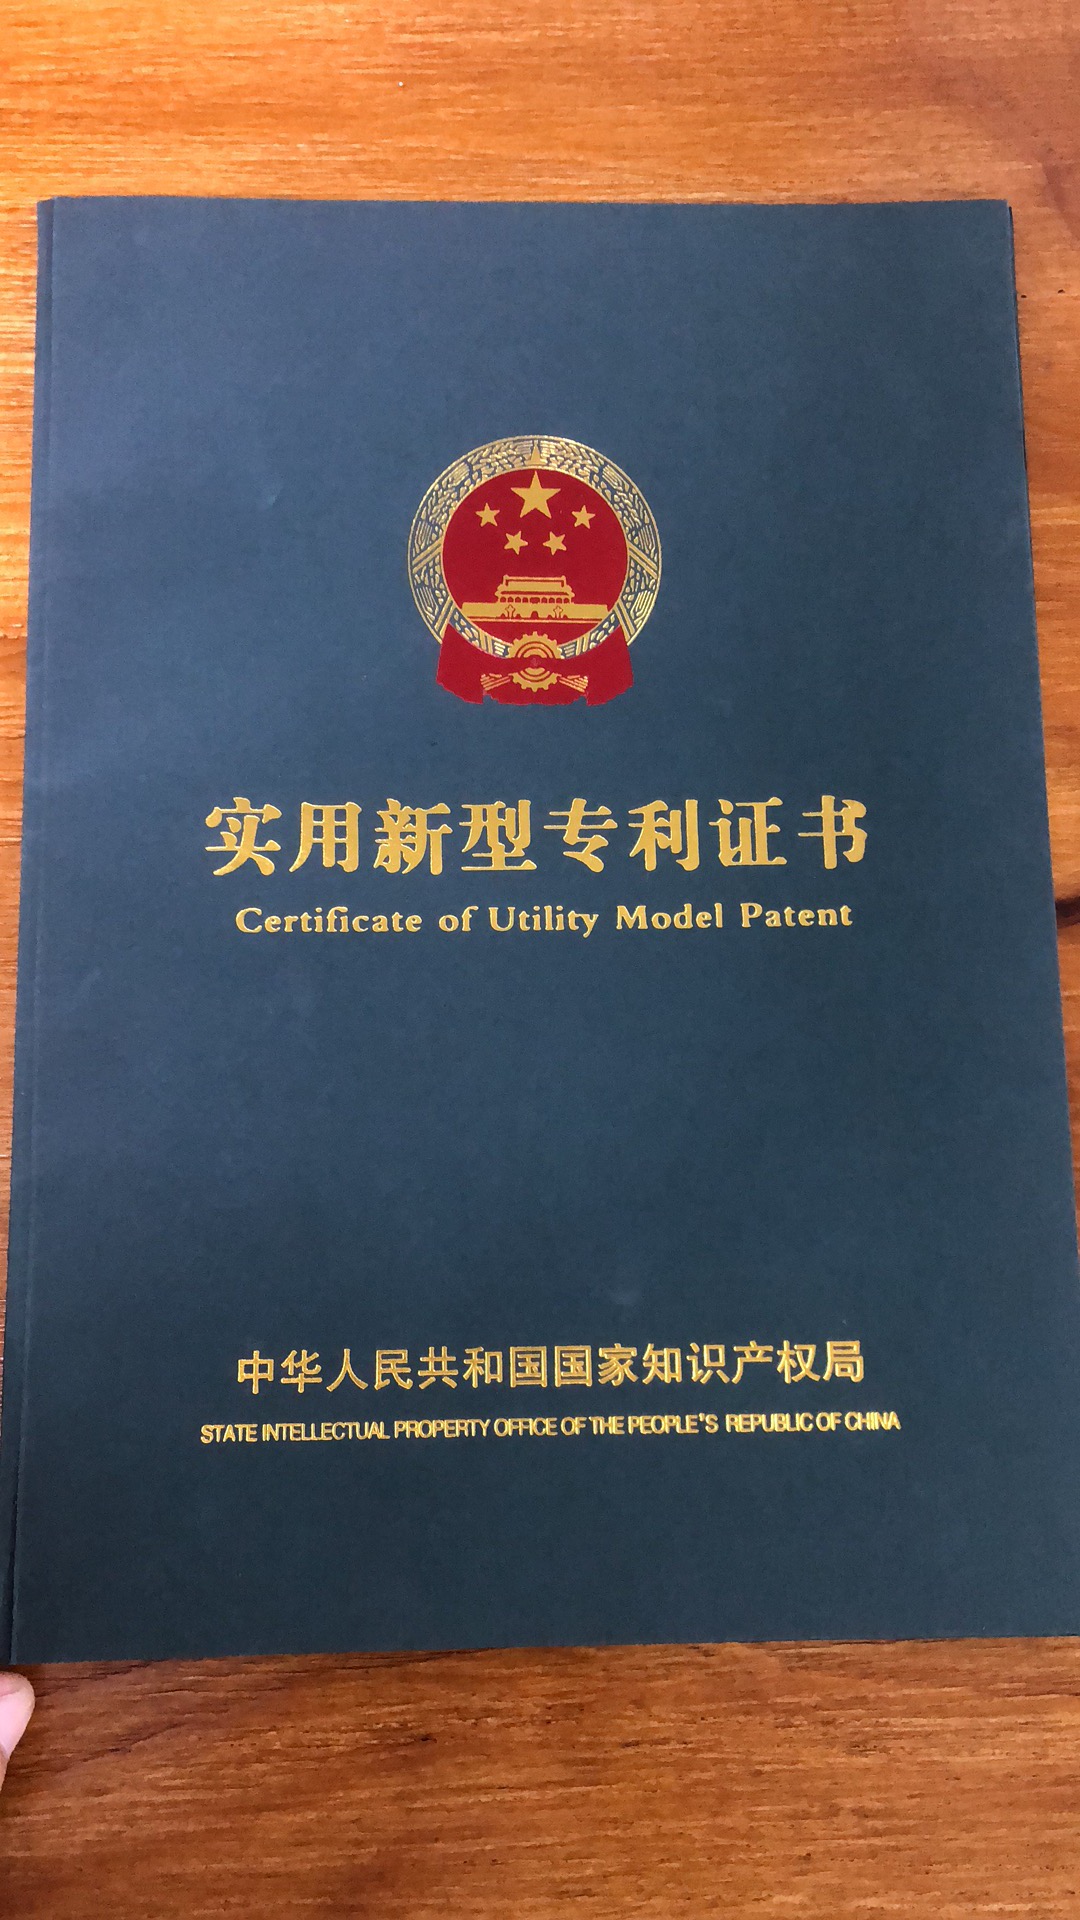 实用新型专利证书
Certificate of Utility Model Patent
中华人民共和国国家知识产权局
STATE INTELLECTUAL PROPERTY OFFICE OF THE PEOPLE'S REPUBLIC OF CHINA